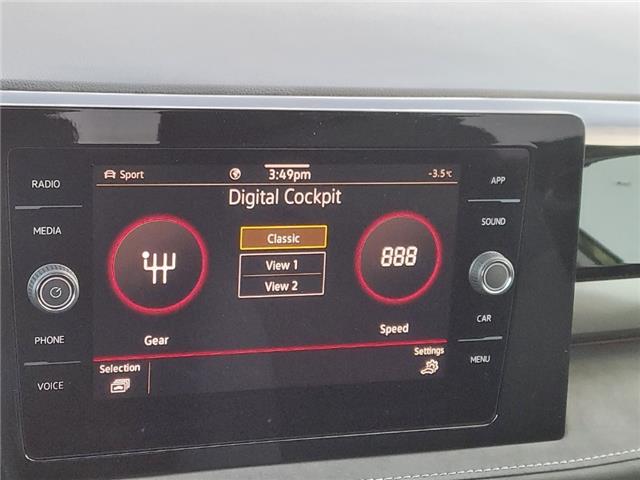 Sport 3:49pm -3.5°C
Digital Cockpit
Classic
View 1
View 2
888
Gear
Speed
Selection
Settings
RADIO
MEDIA
PHONE
VOICE
APP
SOUND
CAR
MENU